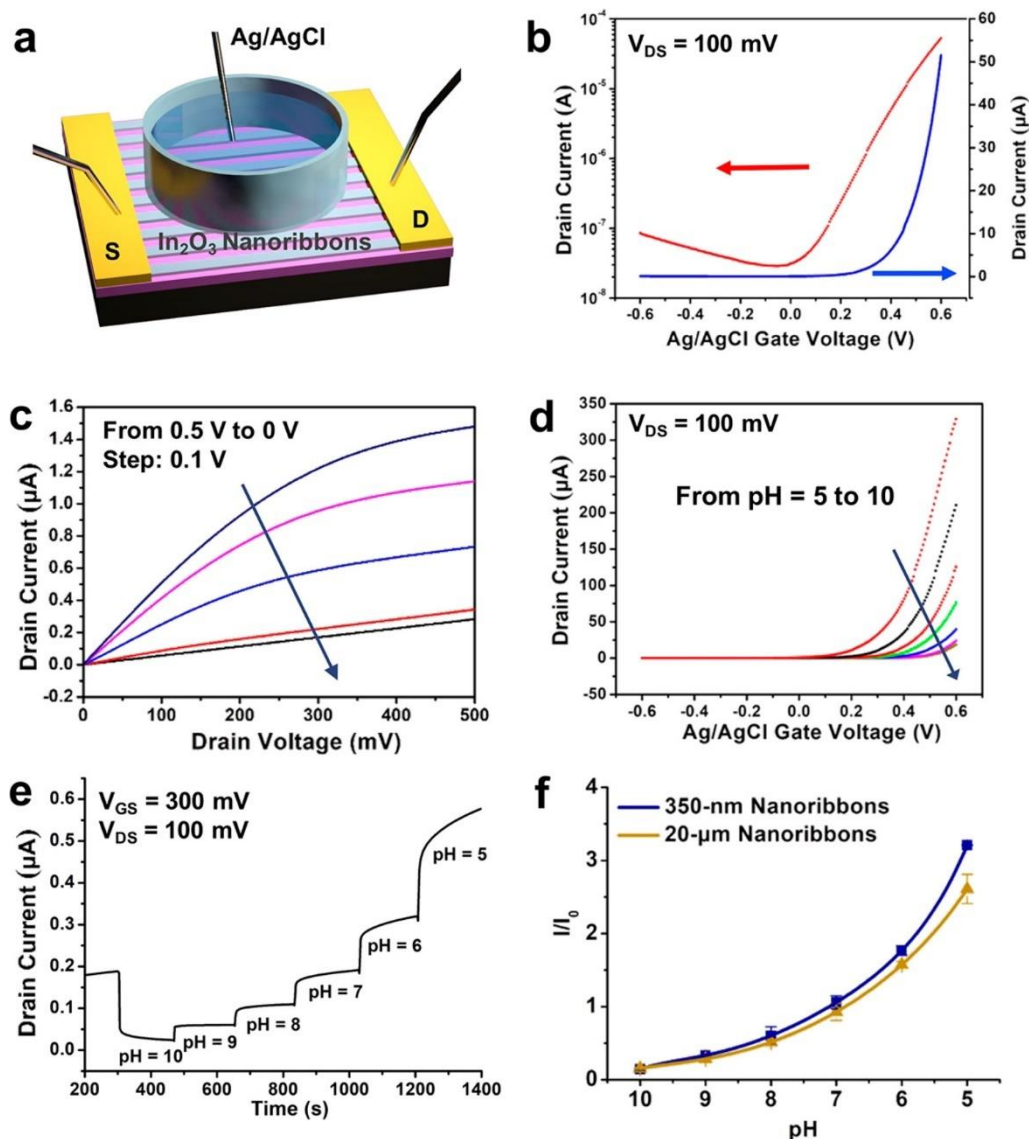 a
Ag/AgCl
S
D
In₂O₃ Nanoribbons
b
V_DS = 100 mV
10⁻⁴
10⁻⁵
10⁻⁶
10⁻⁷
10⁻⁸
Drain Current (A)
60
50
40
30
20
10
0
Drain Current (µA)
-0.6 -0.4 -0.2 0.0 0.2 0.4 0.6
Ag/AgCl Gate Voltage (V)
c
From 0.5 V to 0 V
Step: 0.1 V
1.6
1.4
1.2
1.0
0.8
0.6
0.4
0.2
0.0
-0.2
Drain Current (µA)
0 100 200 300 400 500
Drain Voltage (mV)
d
V_DS = 100 mV
From pH = 5 to 10
350
300
250
200
150
100
50
0
-50
Drain Current (µA)
-0.6 -0.4 -0.2 0.0 0.2 0.4 0.6
Ag/AgCl Gate Voltage (V)
e
V_GS = 300 mV
V_DS = 100 mV
0.6
0.5
0.3
0.2
0.1
0.0
Drain Current (µA)
pH = 5
pH = 6
pH = 7
pH = 8
pH = 9
pH = 10
200 400 600 800 1000 1200 1400
Time (s)
f
350-nm Nanoribbons
20-µm Nanoribbons
4
3
2
1
0
I/I₀
10 9 8 7 6 5
pH